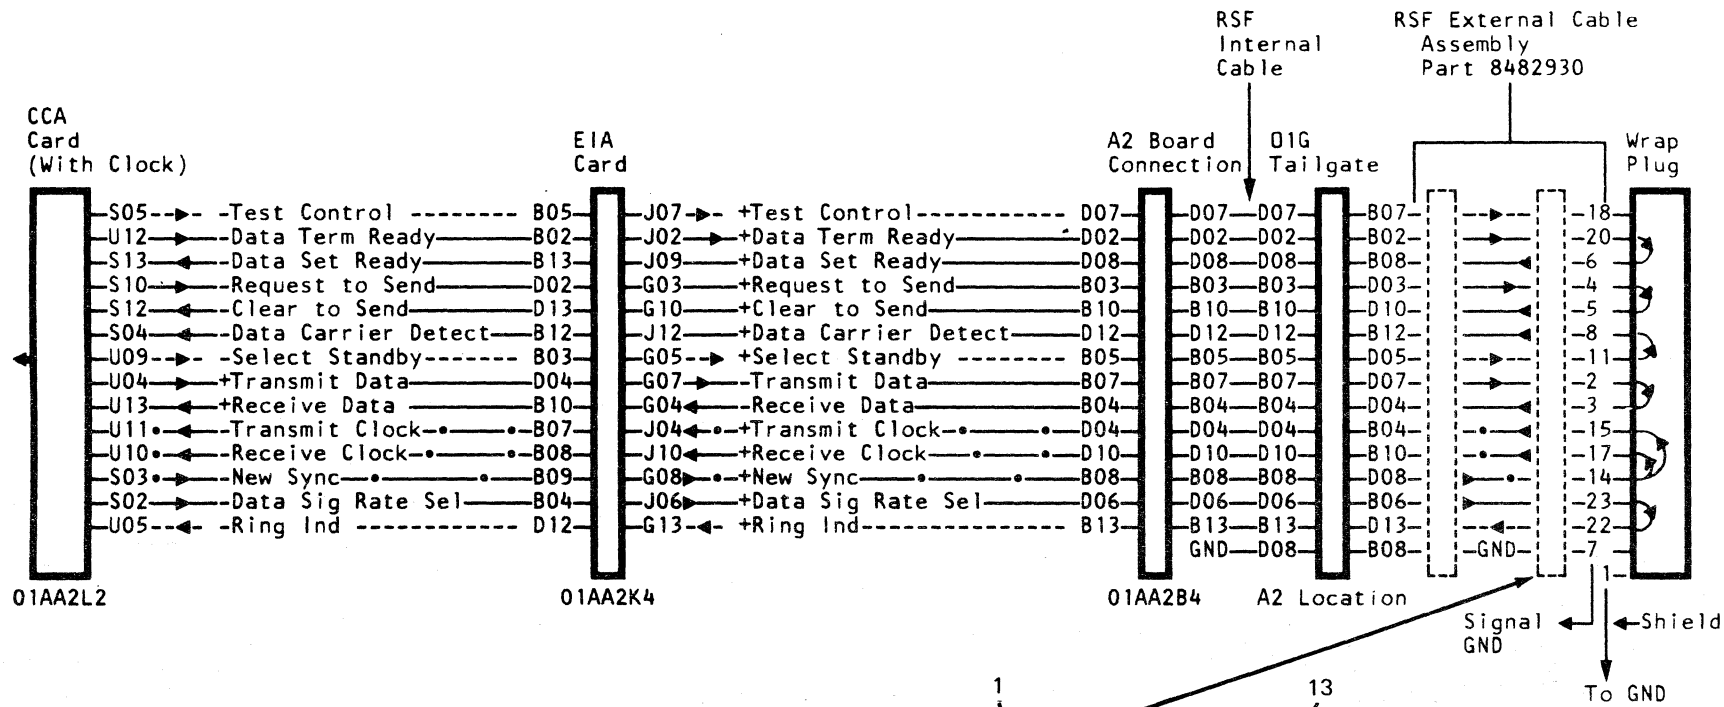 RSF RSF External Cable
Internal Assembly
Cable Part 8482930
CCA
Card EIA A2 Board 01G Wrap
(With Clock) Card Connection Tailgate Plug
S05 -Test Control B05 J07 +Test Control D07 D07 D07 B07 18
U12 -Data Term Ready B02 J02 +Data Term Ready D02 D02 D02 B02 20
S13 -Data Set Ready B13 J09 +Data Set Ready D08 D08 D08 B08 6
S10 -Request to Send D02 G03 +Request to Send B03 B03 B03 D03 4
S12 -Clear to Send D13 G10 +Clear to Send B10 B10 B10 D10 5
S04 -Data Carrier Detect B12 J12 +Data Carrier Detect D12 D12 D12 B12 8
U09 -Select Standby B03 G05 +Select Standby B05 B05 B05 D05 11
U04 +Transmit Data D04 G07 -Transmit Data B07 B07 B07 D07 2
U13 +Receive Data B10 G04 -Receive Data B04 B04 B04 D04 3
U11 -Transmit Clock B07 J04 +Transmit Clock D04 D04 D04 B04 15
U10 -Receive Clock B08 J10 +Receive Clock D10 D10 D10 B10 17
S03 -New Sync B09 G08 +New Sync B08 B08 B08 D08 14
S02 -Data Sig Rate Sel B04 J06 +Data Sig Rate Sel D06 D06 D06 B06 23
U05 -Ring Ind D12 G13 +Ring Ind B13 B13 B13 D13 22
GND D08 B08 GND 7
1
01AA2L2 01AA2K4 01AA2B4 A2 Location
Signal Shield
GND
1 13 To GND